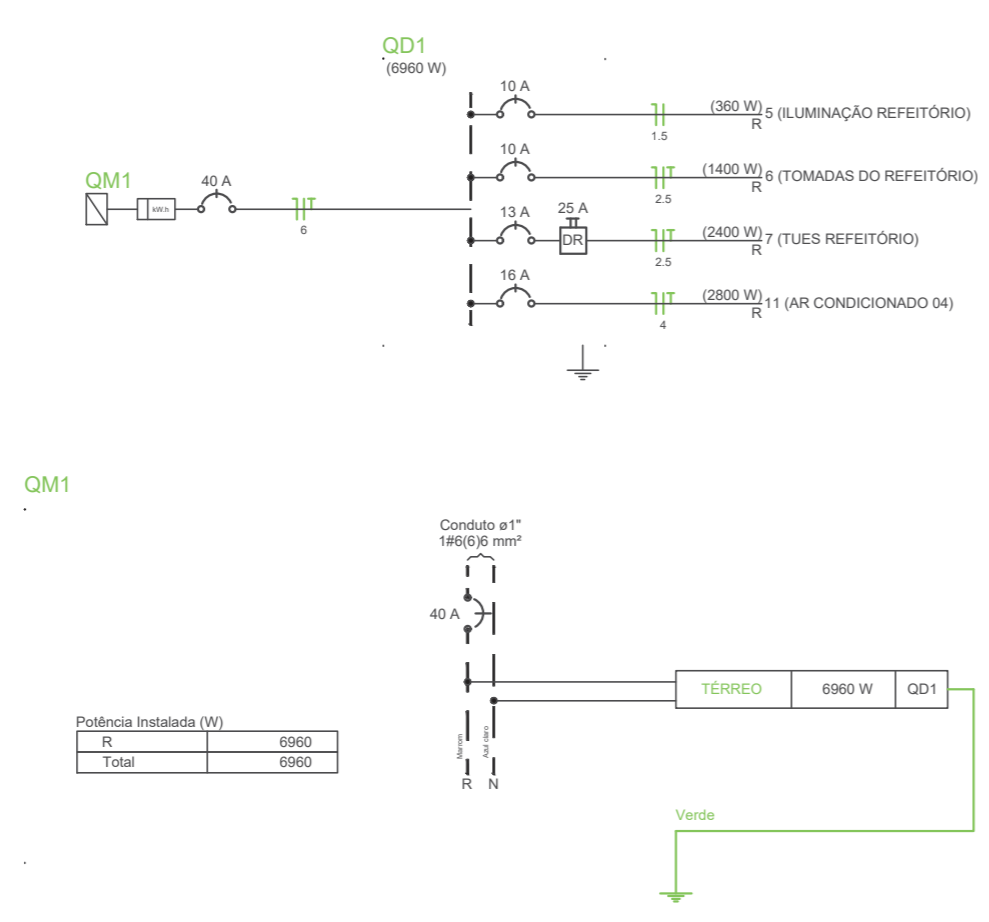 QD1
(6960 W)
10 A
(360 W) 5 (ILUMINAÇÃO REFEITÓRIO)
R
1.5
10 A
(1400 W) 6 (TOMADAS DO REFEITÓRIO)
R
2.5
QM1
40 A
kW.h
6
13 A
25 A
DR
(2400 W) 7 (TUES REFEITÓRIO)
R
2.5
16 A
(2800 W) 11 (AR CONDICIONADO 04)
R
4
QM1
Conduto ø1"
1#6(6)6 mm²
40 A
TÉRREO 6960 W QD1
Potência Instalada (W)
R 6960
Total 6960
Marrom
Azul claro
R N
Verde